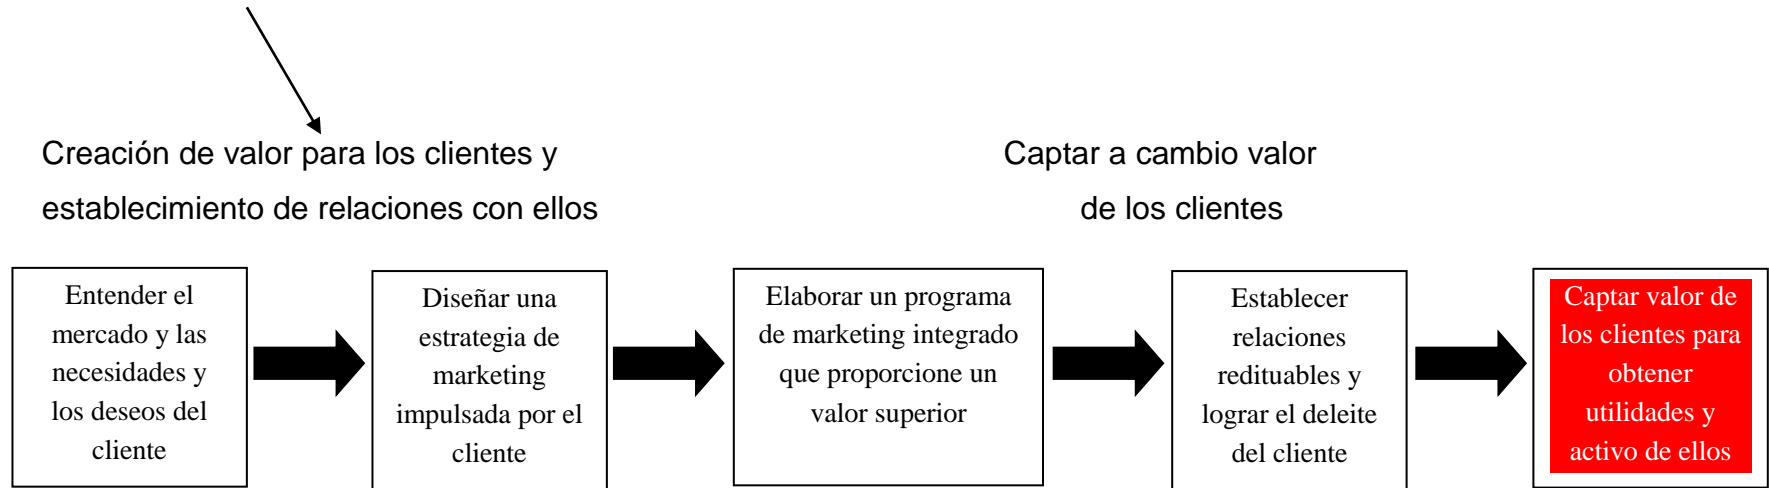 Creación de valor para los clientes y
establecimiento de relaciones con ellos
Captar a cambio valor
de los clientes
Entender el
mercado y las
necesidades y
los deseos del
cliente
Diseñar una
estrategia de
marketing
impulsada por el
cliente
Elaborar un programa
de marketing integrado
que proporcione un
valor superior
Establecer
relaciones
redituables y
lograr el deleite
del cliente
Captar valor de
los clientes para
obtener
utilidades y
activo de ellos